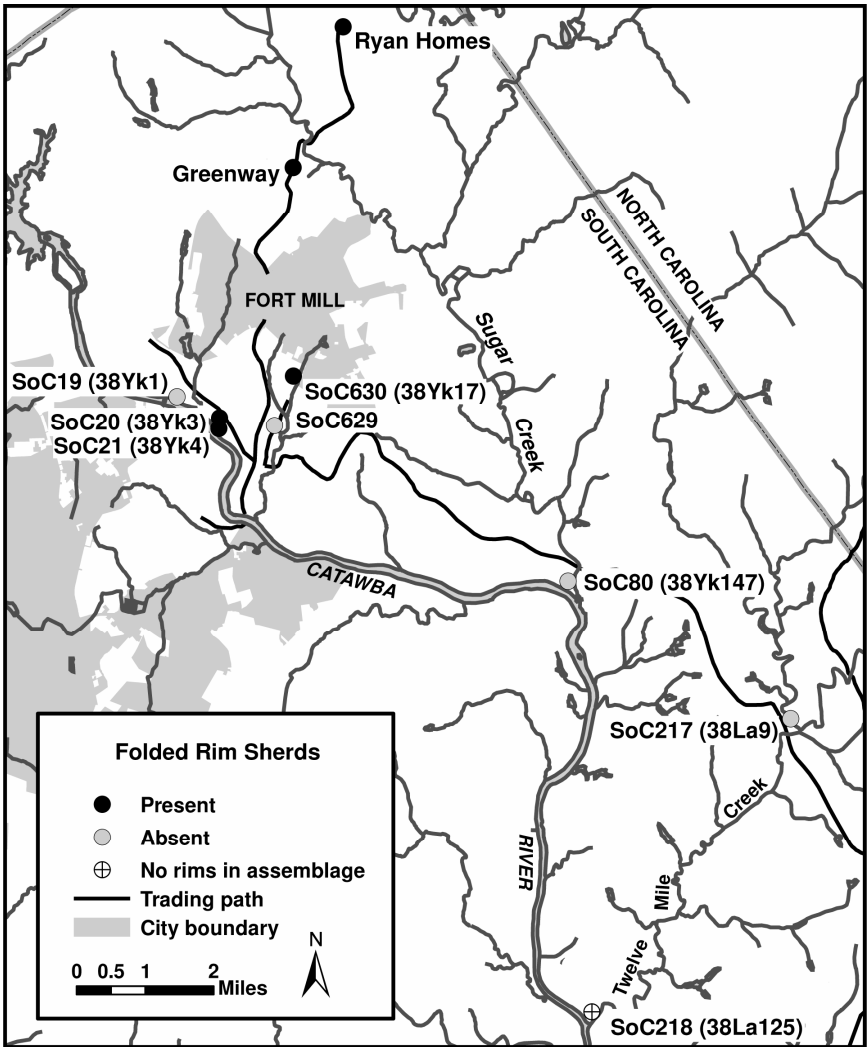 Ryan Homes
Greenway
NORTH CAROLINA
SOUTH CAROLINA
FORT MILL
Sugar
Creek
SoC19 (38Yk1)
SoC630 (38Yk17)
SoC20 (38Yk3)
SoC629
SoC21 (38Yk4)
CATAWBA
SoC80 (38Yk147)
SoC217 (38La9)
Creek
RIVER
Mile
Twelve
SoC218 (38La125)
Folded Rim Sherds
Present
Absent
No rims in assemblage
Trading path
City boundary
N
0 0.5 1 2
Miles